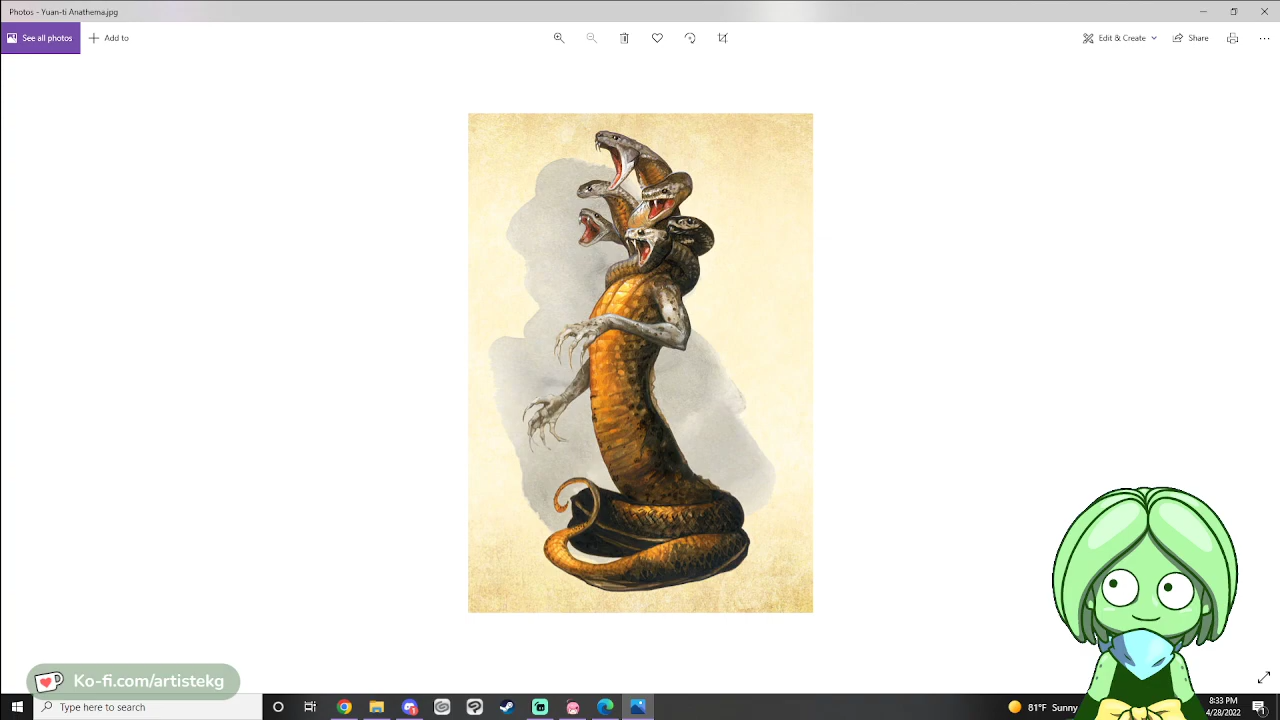 Photos - Yuan-ti Anathema.jpg
See all photos
Add to
Edit & Create
Share
Ko-fi.com/artistekg
Type here to search
81°F Sunny
8:33 PM
4/28/2022